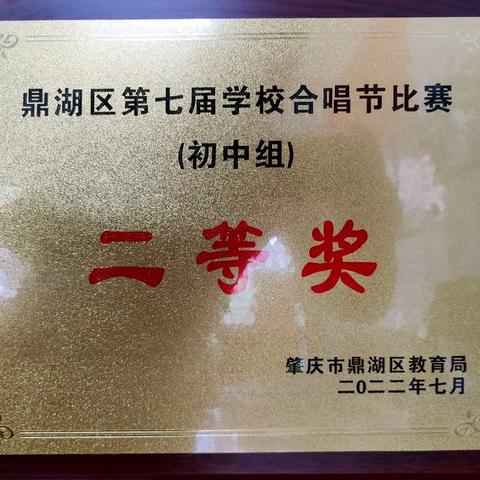 鼎湖区第七届学校合唱节比赛
(初中组)
二等奖
肇庆市鼎湖区教育局
二0二二年七月